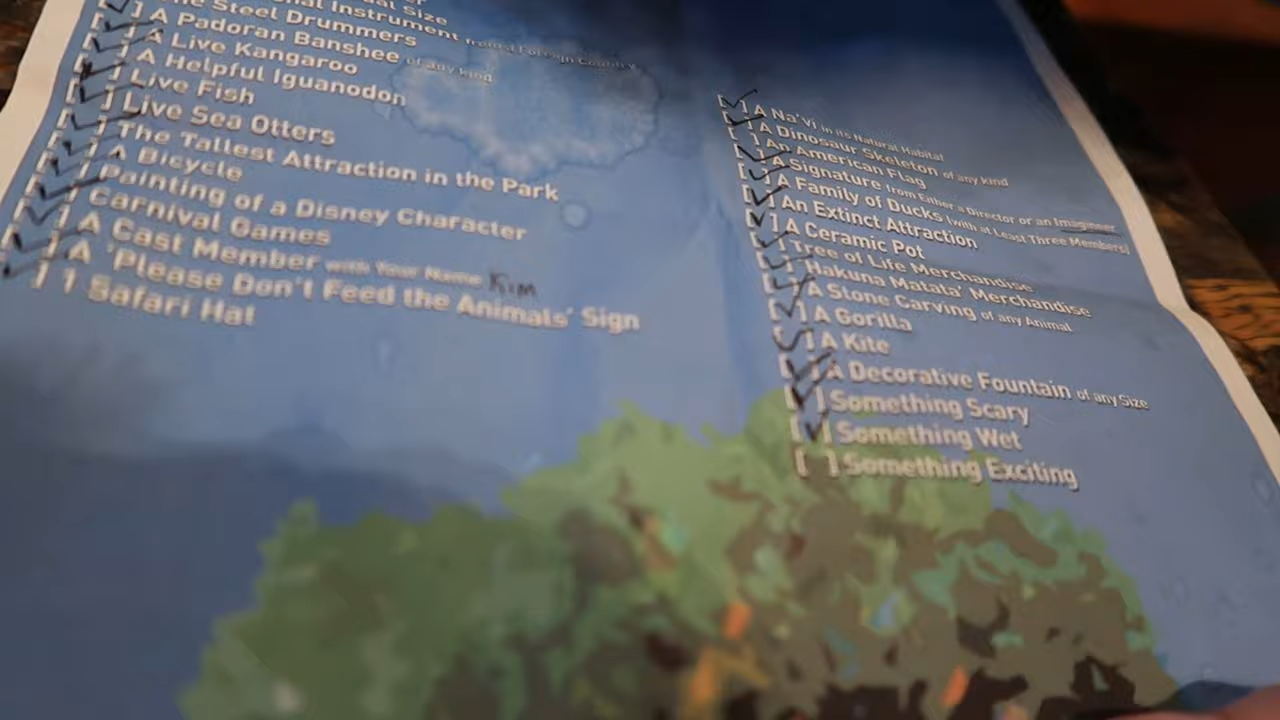 Size
Steel Drummers
Instrument from a Foreign Country
[✓] A Padoran Banshee of any kind
[✓] A Live Kangaroo
[✓] A Helpful Iguanodon
[✓] Live Fish
[✓] Live Sea Otters
[✓] The Tallest Attraction in the Park
[✓] A Bicycle
[✓] Painting of a Disney Character
[✓] Carnival Games
[✓] A Cast Member with Your Name Kim
[✓] A 'Please Don't Feed the Animals' Sign
[ ] 1 Safari Hat
[✓] A Na'vi in its Natural Habitat
[✓] A Dinosaur Skeleton of any kind
[ ] An American Flag
[✓] A Signature from Either a Director or an Imagineer
[✓] A Family of Ducks (with at Least Three Members)
[✓] An Extinct Attraction
[✓] A Ceramic Pot
[✓] Tree of Life Merchandise
[✓] 'Hakuna Matata' Merchandise
[✓] A Stone Carving of any Animal
[✓] A Gorilla
[✓] A Kite
[✓] A Decorative Fountain of any Size
[✓] Something Scary
[✓] Something Wet
[ ] Something Exciting